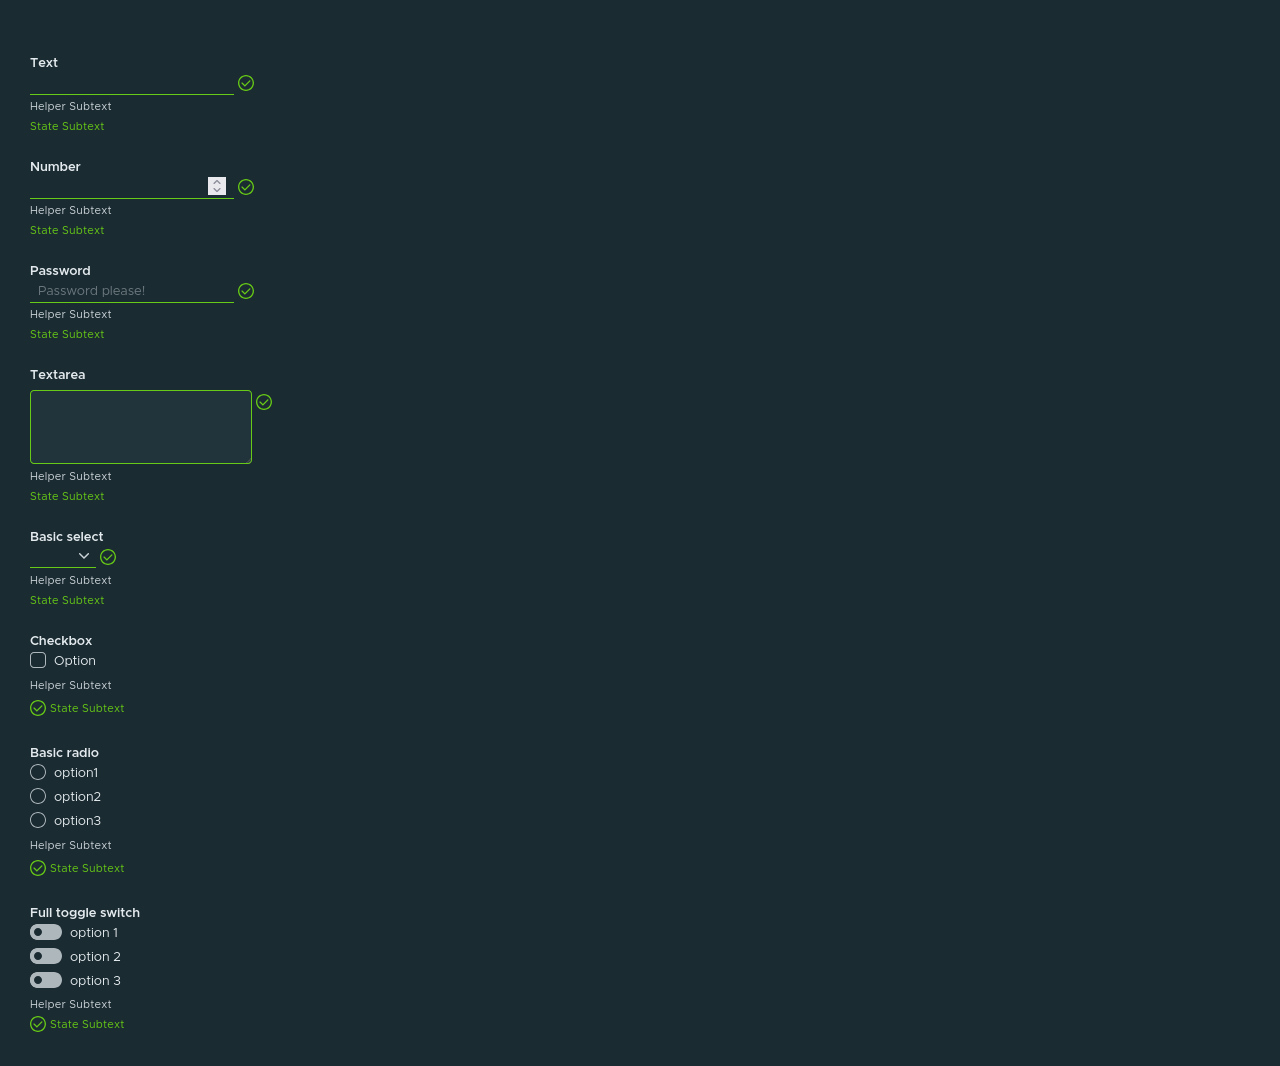 Text
Helper Subtext
State Subtext
Number
Helper Subtext
State Subtext
Password
Password please!
Helper Subtext
State Subtext
Textarea
Helper Subtext
State Subtext
Basic select
Helper Subtext
State Subtext
Checkbox
Option
Helper Subtext
State Subtext
Basic radio
option1
option2
option3
Helper Subtext
State Subtext
Full toggle switch
option 1
option 2
option 3
Helper Subtext
State Subtext